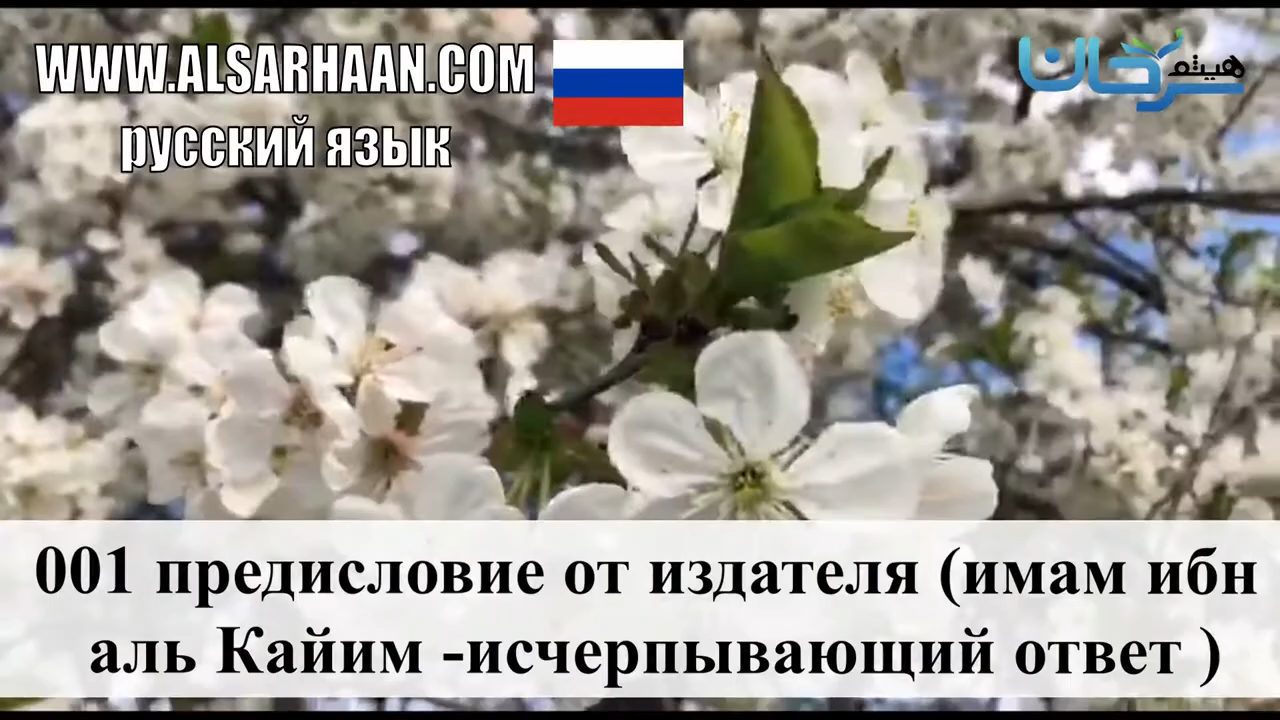 WWW.ALSARHAAN.COM
русский язык
هيثم سرحان
001 предисловие от издателя (имам ибн
аль Кайим -исчерпывающий ответ )